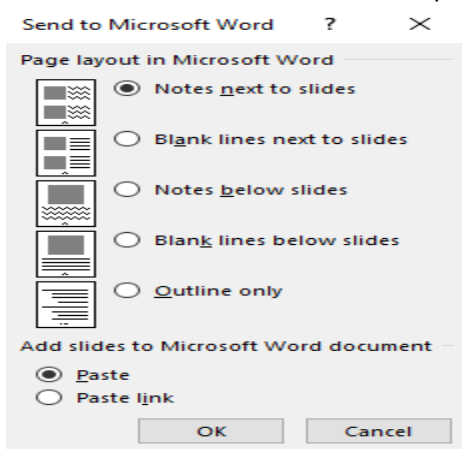 Send to Microsoft Word ? ✕
Page layout in Microsoft Word
Notes next to slides
Blank lines next to slides
Notes below slides
Blank lines below slides
Outline only
Add slides to Microsoft Word document
Paste
Paste link
OK Cancel